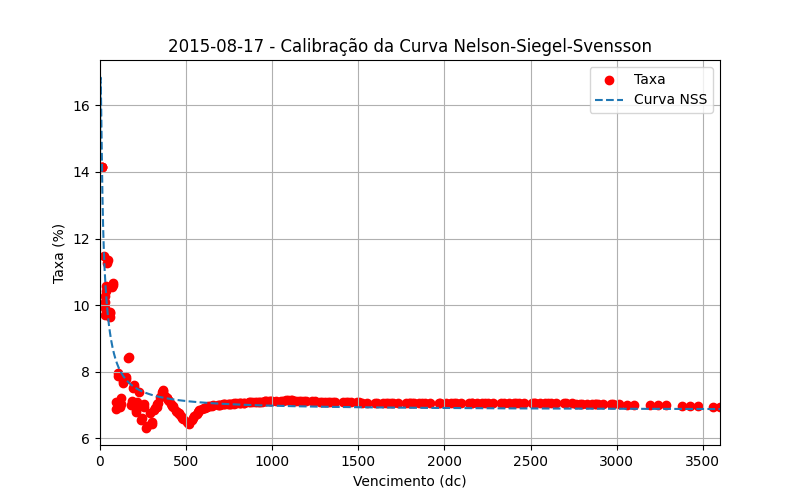 2015-08-17 - Calibração da Curva Nelson-Siegel-Svensson
Taxa
Curva NSS
Taxa (%)
16
14
12
10
8
6
0 500 1000 1500 2000 2500 3000 3500
Vencimento (dc)